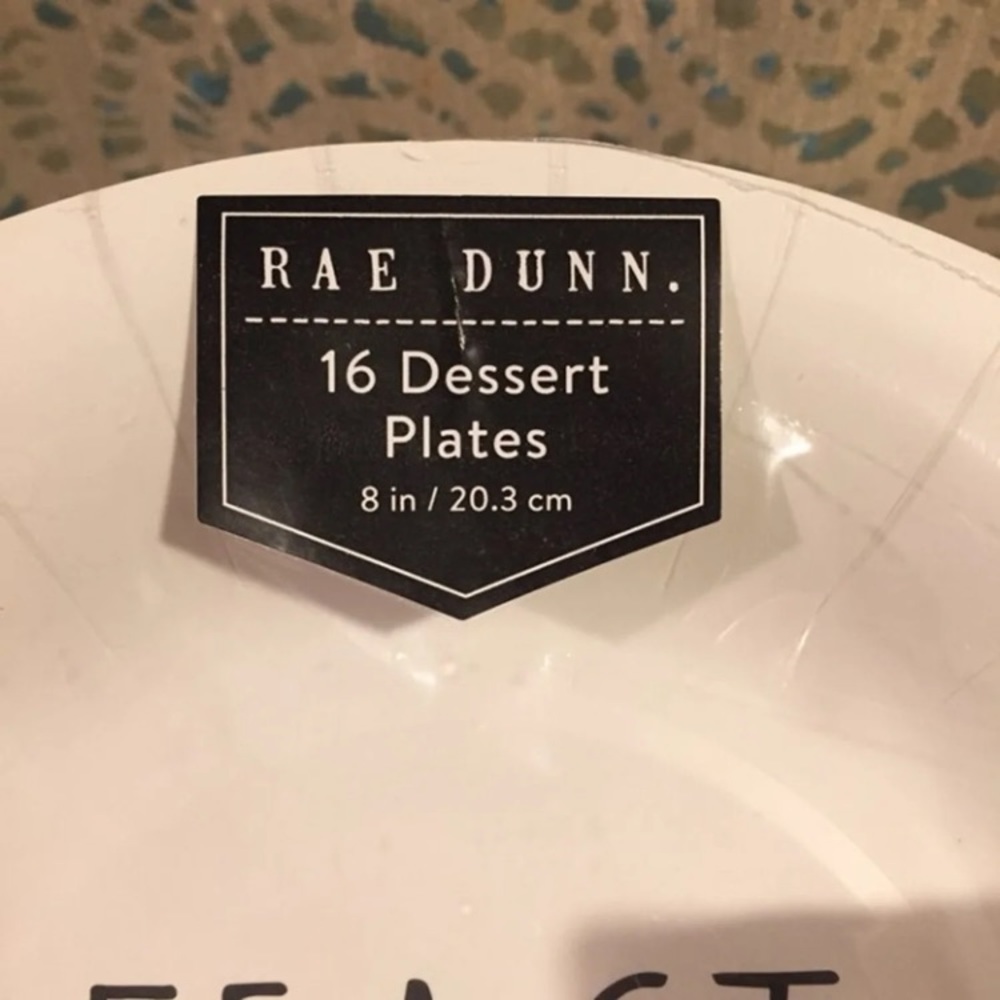 RAE DUNN.
16 Dessert
Plates
8 in / 20.3 cm